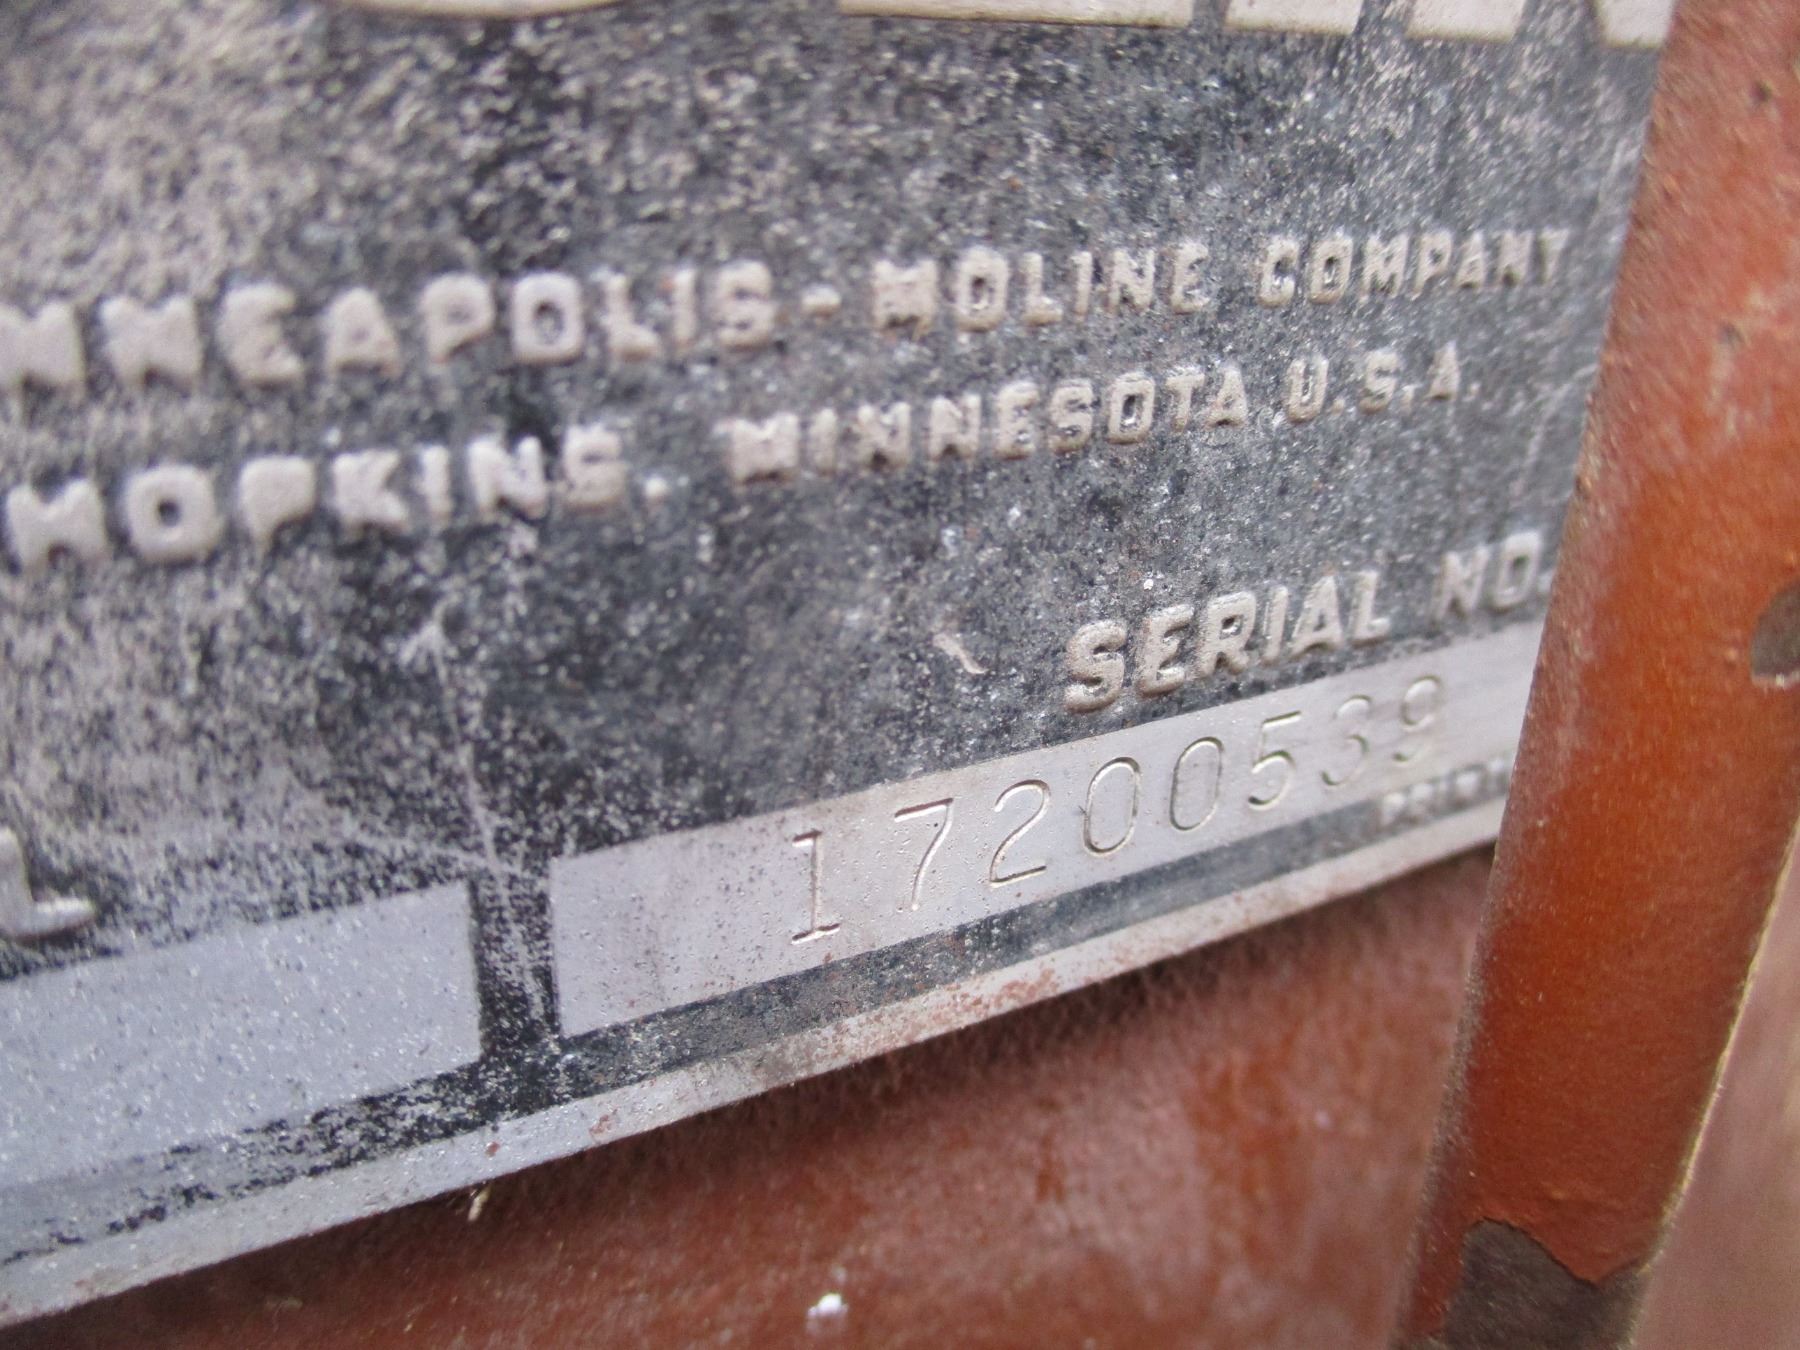 MINNEAPOLIS-MOLINE COMPANY
HOPKINS, MINNESOTA U.S.A.
SERIAL NO.
17200539